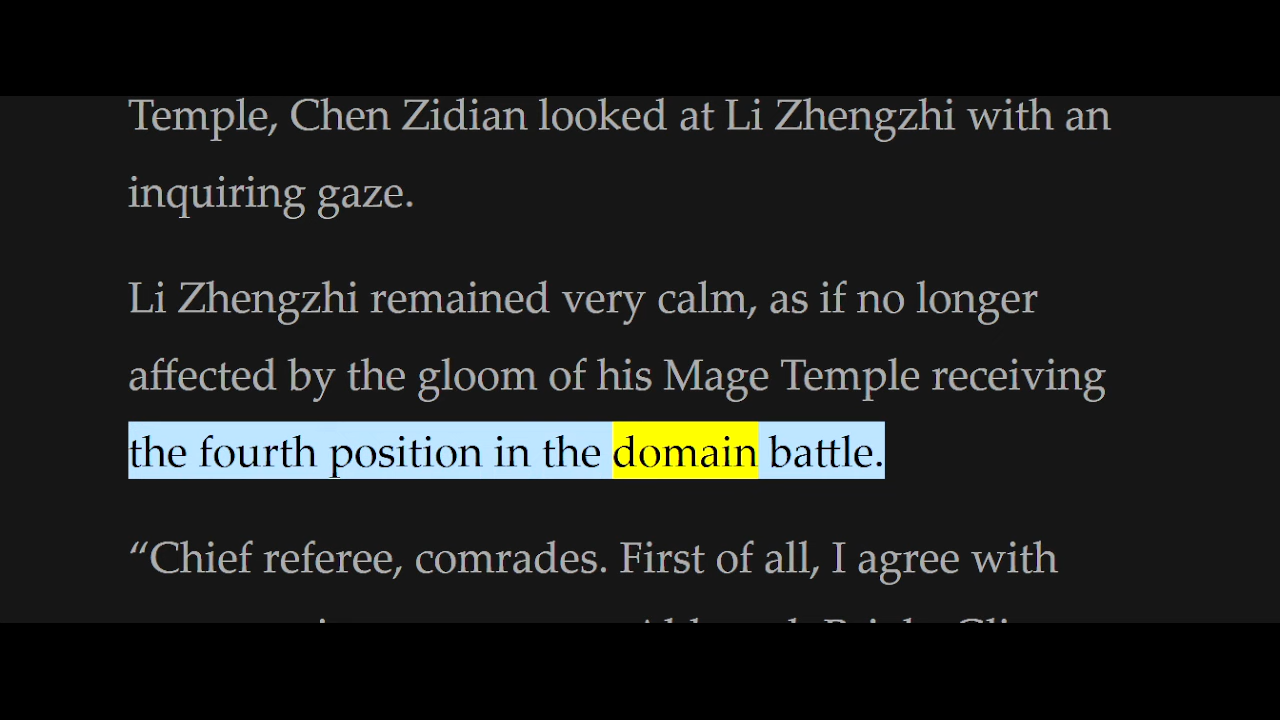 Temple, Chen Zidian looked at Li Zhengzhi with an
inquiring gaze.
Li Zhengzhi remained very calm, as if no longer
affected by the gloom of his Mage Temple receiving
the fourth position in the domain battle.
“Chief referee, comrades. First of all, I agree with